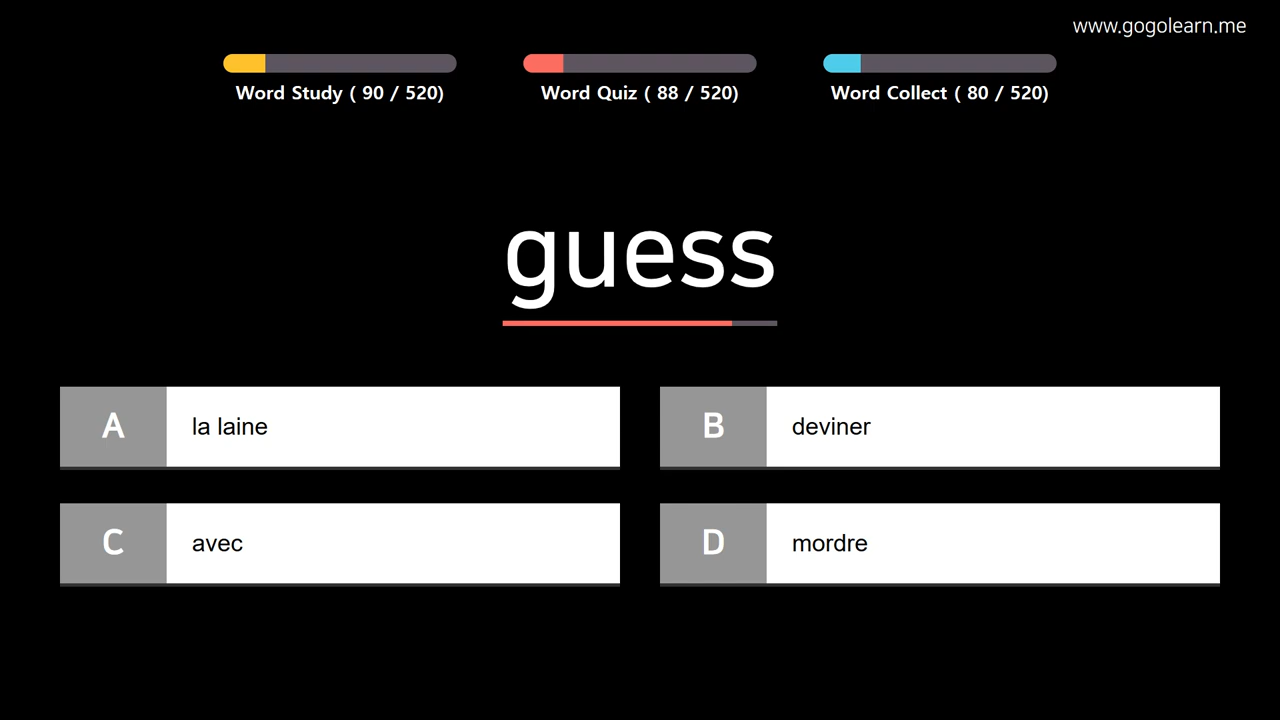 www.gogolearn.me
Word Study ( 90 / 520)
Word Quiz ( 88 / 520)
Word Collect ( 80 / 520)
guess
A la laine
B deviner
C avec
D mordre